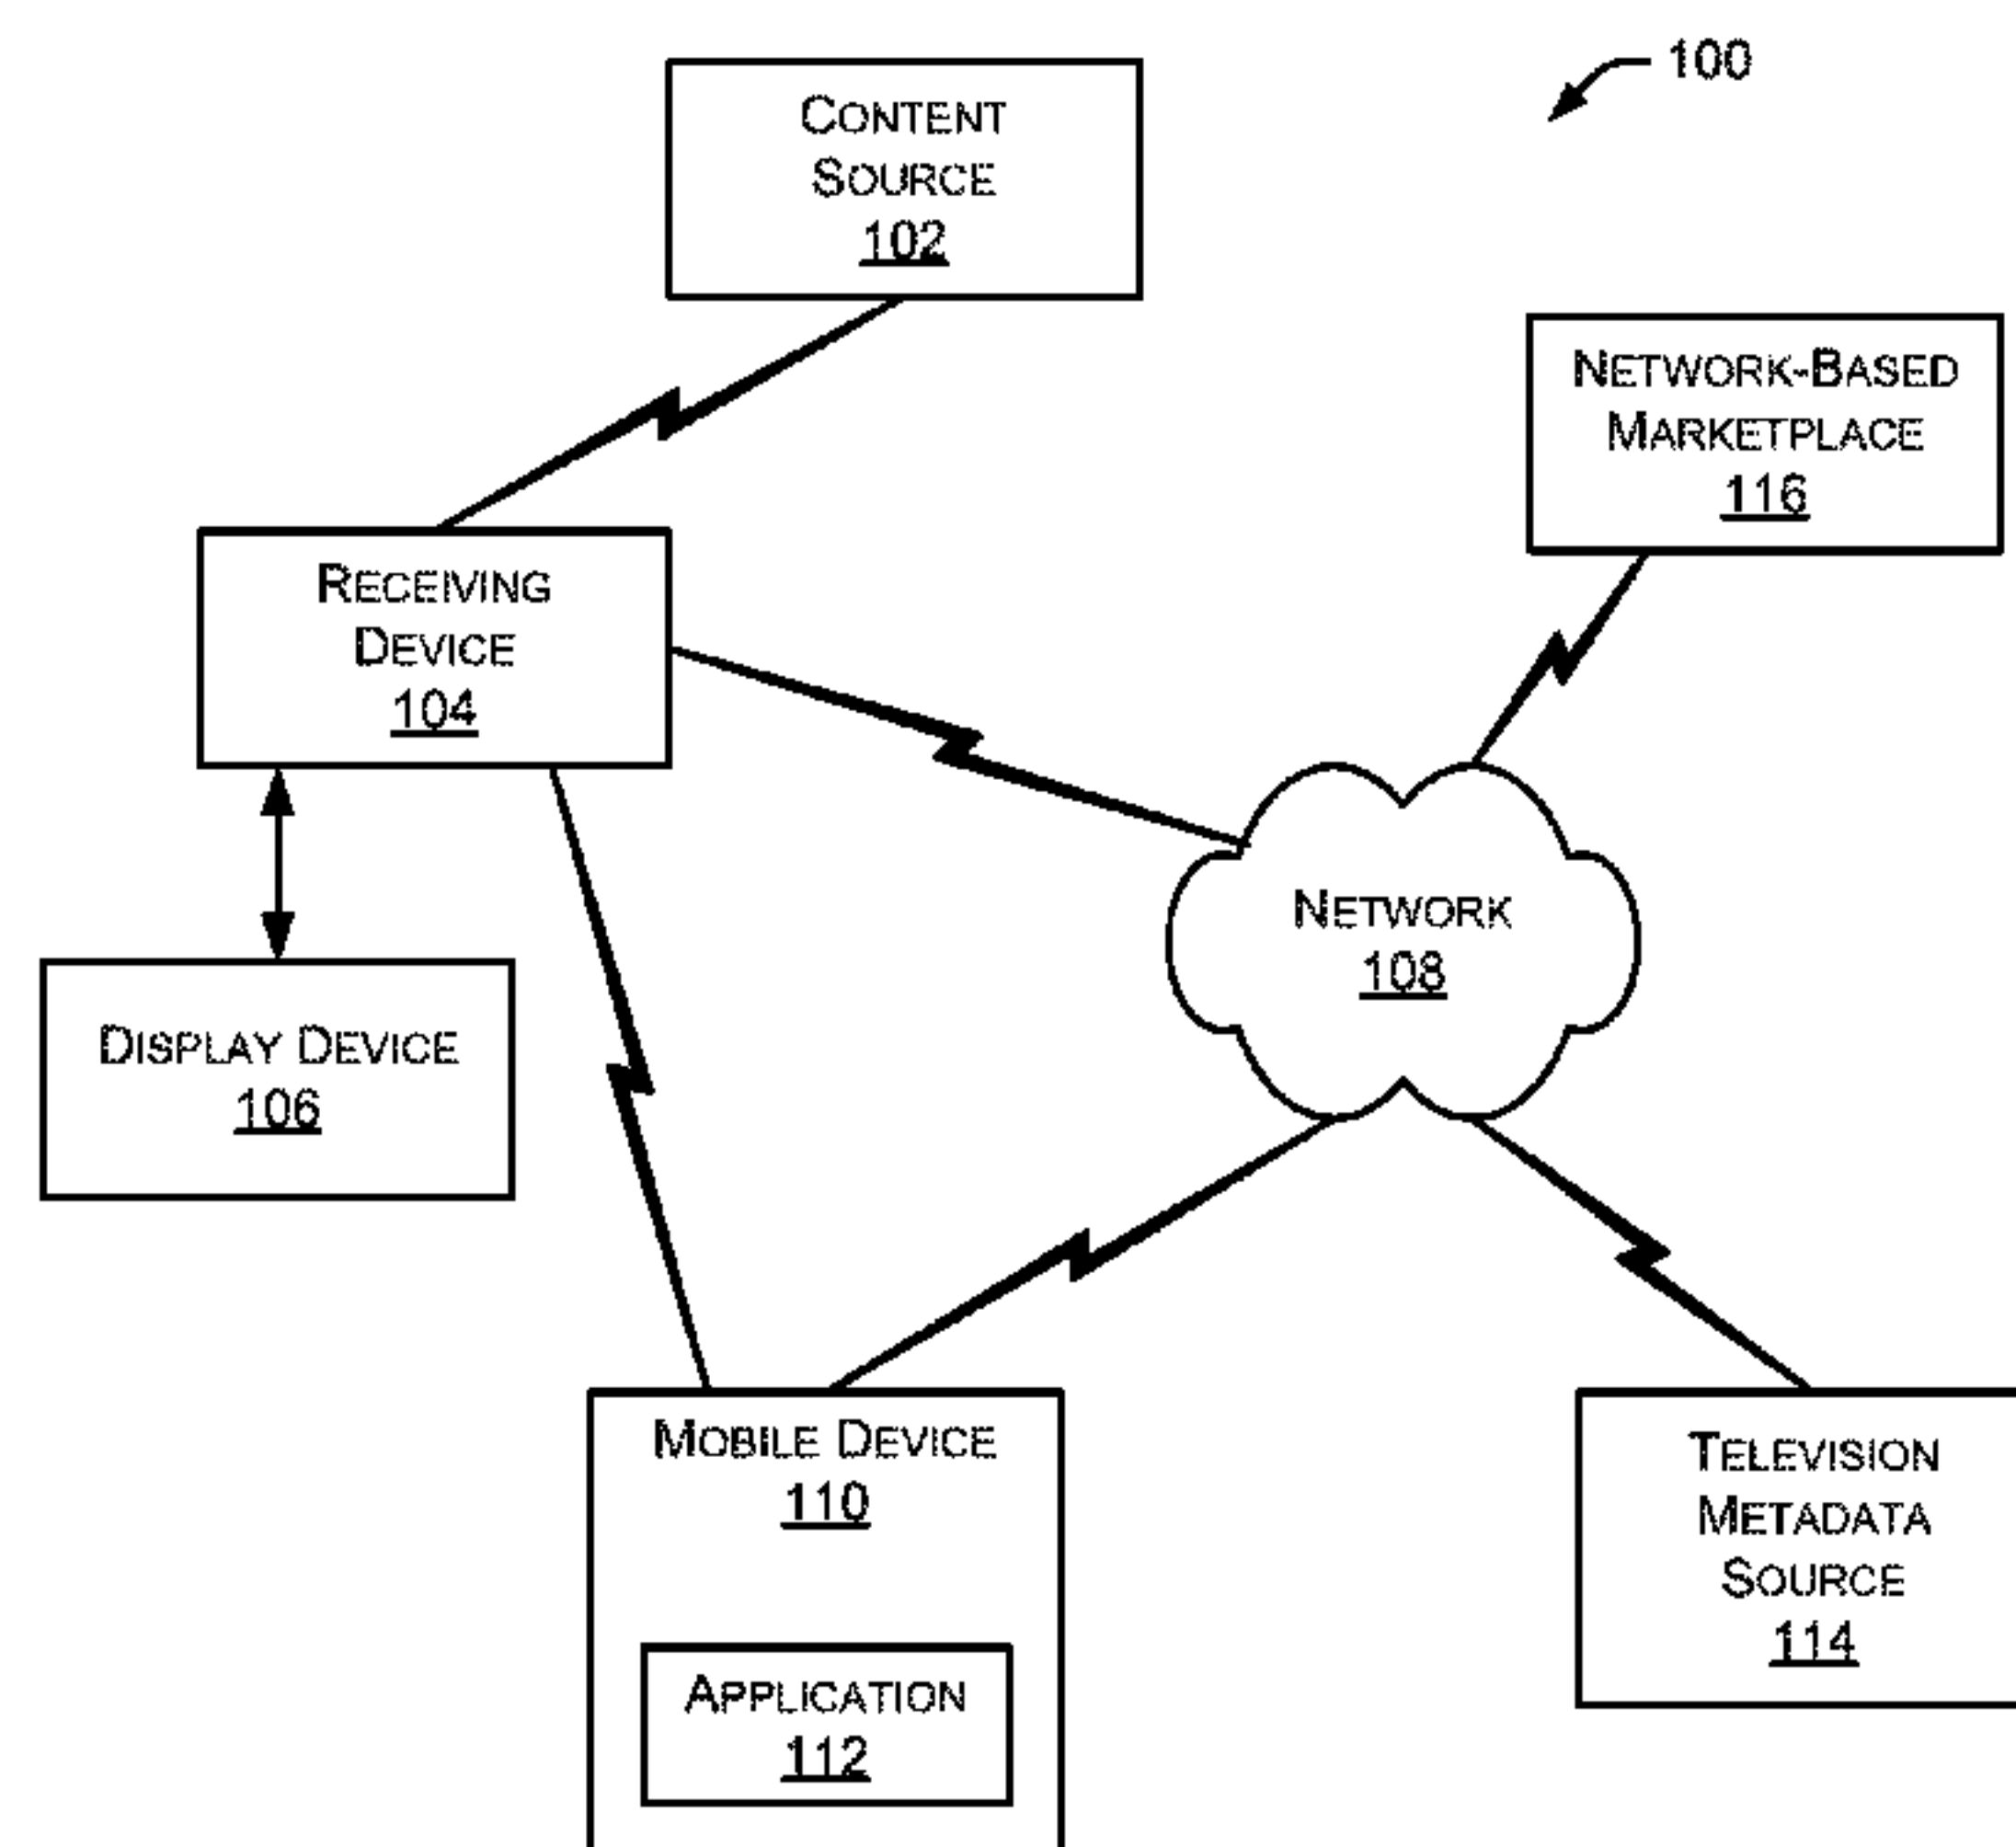 100
CONTENT
SOURCE
102
NETWORK-BASED
MARKETPLACE
116
RECEIVING
DEVICE
104
NETWORK
108
DISPLAY DEVICE
106
MOBILE DEVICE
110
APPLICATION
112
TELEVISION
METADATA
SOURCE
114